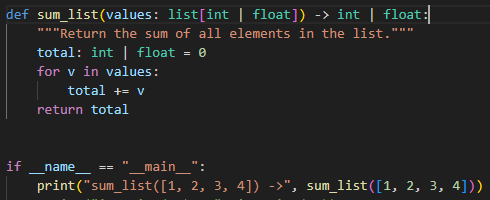 def sum_list(values: list[int | float]) -> int | float:
    """Return the sum of all elements in the list."""
    total: int | float = 0
    for v in values:
        total += v
    return total
if __name__ == "__main__":
    print("sum_list([1, 2, 3, 4]) ->", sum_list([1, 2, 3, 4]))